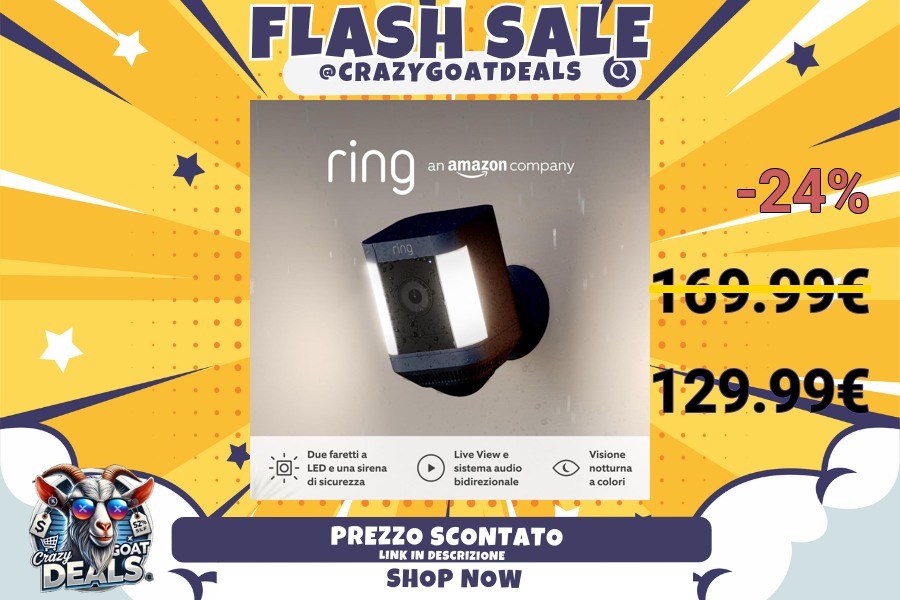 FLASH SALE
@CRAZYGOATDEALS
ring an amazon company
-24%
ring
169.99€
129.99€
Due faretti a
LED e una sirena
di sicurezza
Live View e
sistema audio
bidirezionale
Visione
notturna
a colori
PREZZO SCONTATO
LINK IN DESCRIZIONE
SHOP NOW
$
52%
Crazy
GOAT
DEALS